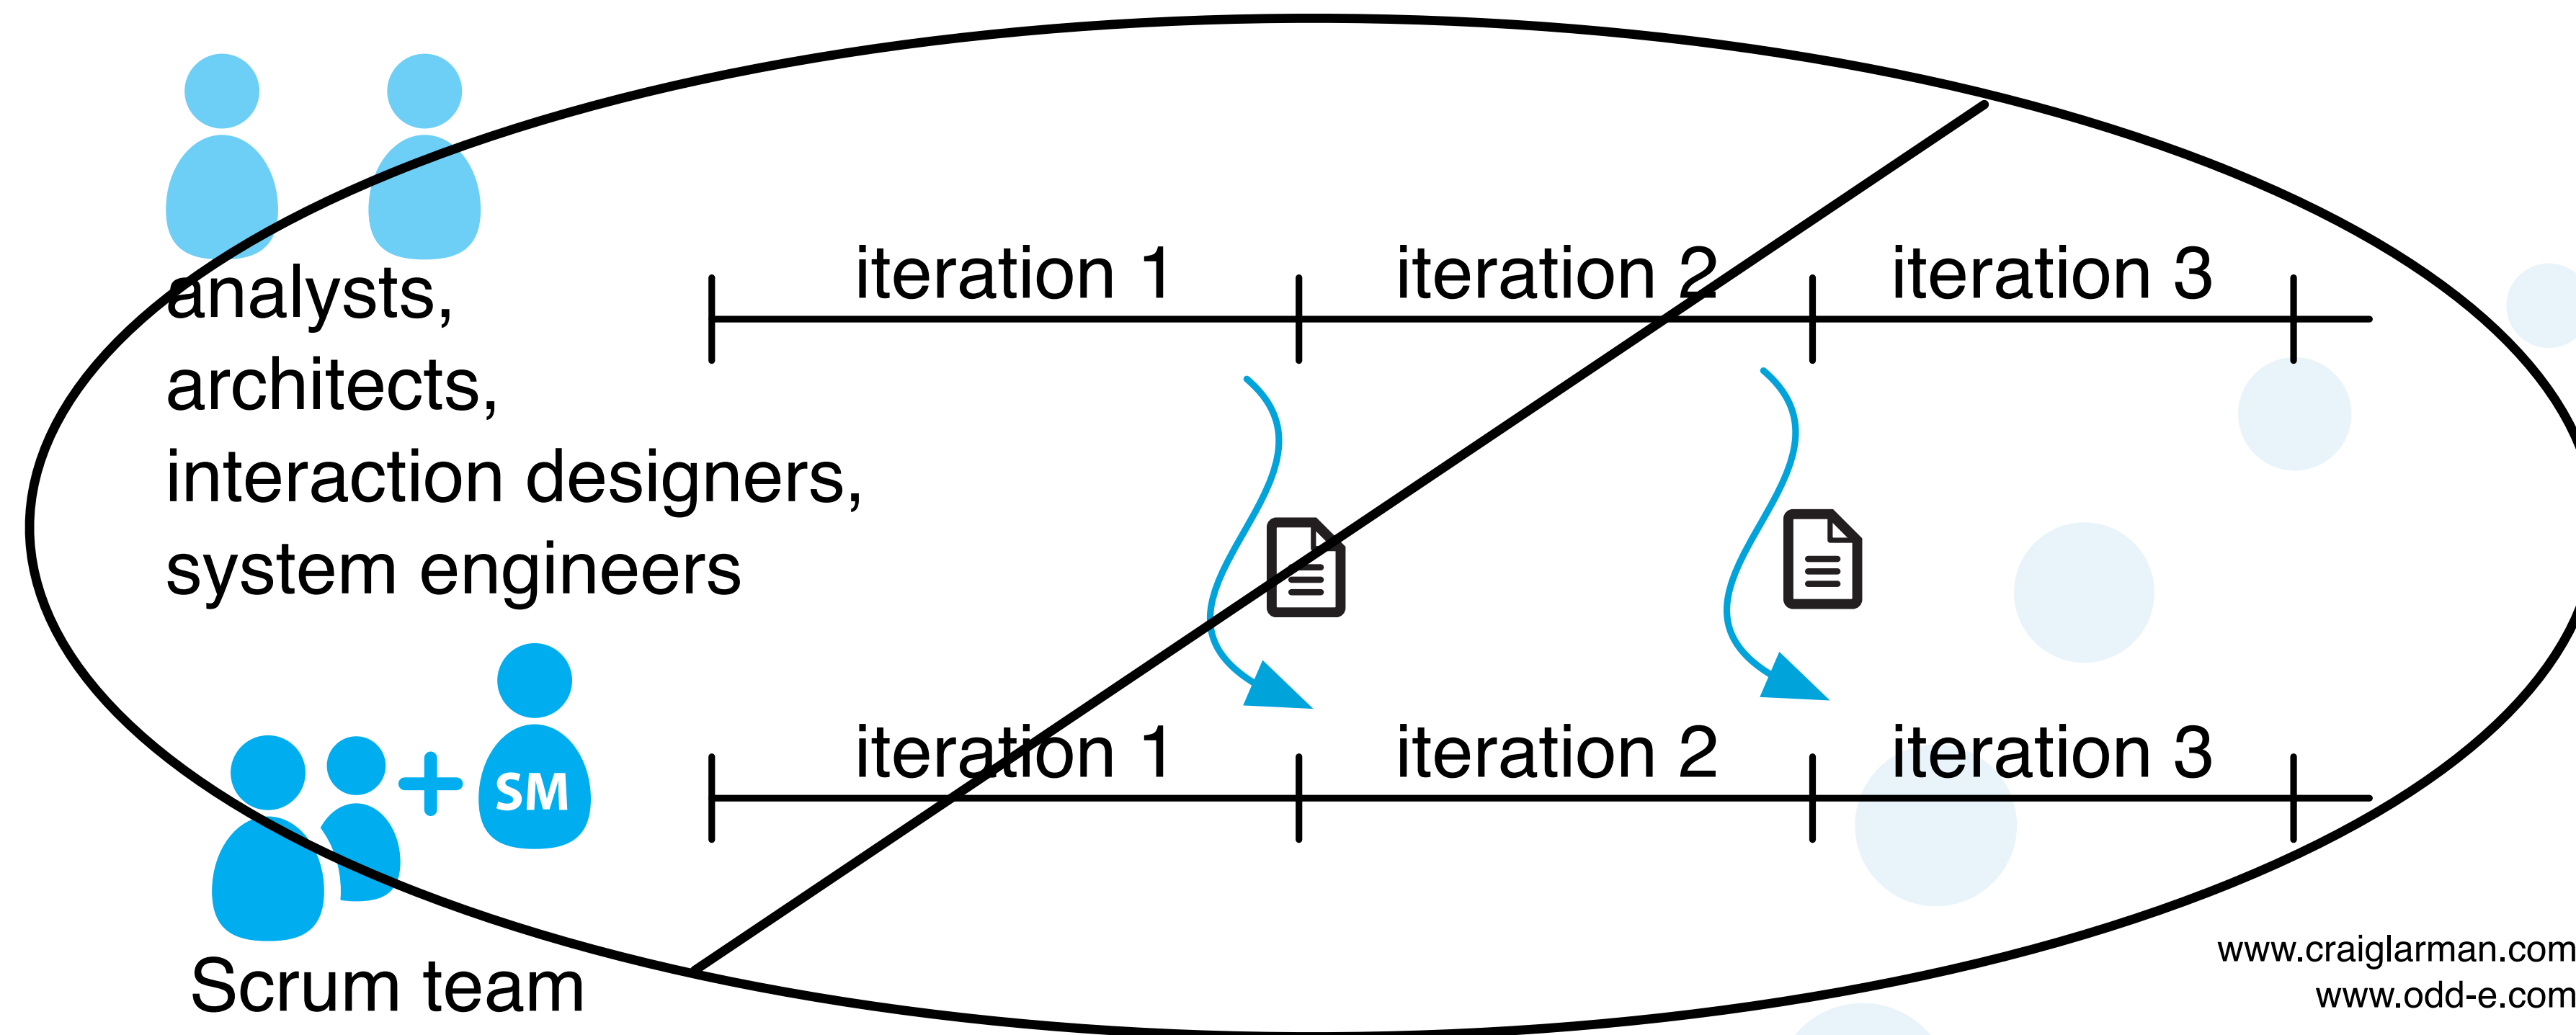 iteration 1 iteration 2 iteration 3
analysts,
architects,
interaction designers,
system engineers
SM
iteration 1 iteration 2 iteration 3
Scrum team
www.craiglarman.com
www.odd-e.com